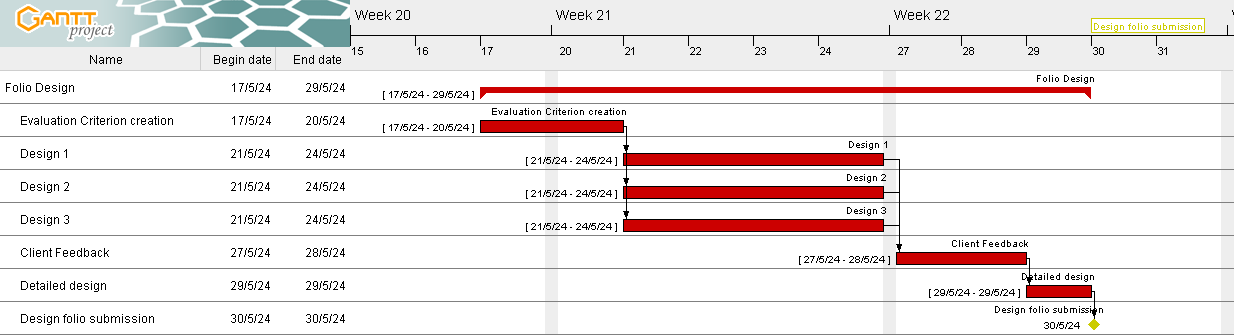 GANTT
project
Week 20 Week 21 Week 22
Design folio submission
15 16 17 20 21 22 23 24 27 28 29 30 31
Name Begin date End date
Folio Design 17/5/24 29/5/24 [ 17/5/24 - 29/5/24 ] Folio Design
Evaluation Criterion creation 17/5/24 20/5/24 [ 17/5/24 - 20/5/24 ] Evaluation Criterion creation
Design 1 21/5/24 24/5/24 [ 21/5/24 - 24/5/24 ] Design 1
Design 2 21/5/24 24/5/24 [ 21/5/24 - 24/5/24 ] Design 2
Design 3 21/5/24 24/5/24 [ 21/5/24 - 24/5/24 ] Design 3
Client Feedback 27/5/24 28/5/24 [ 27/5/24 - 28/5/24 ] Client Feedback
Detailed design 29/5/24 29/5/24 [ 29/5/24 - 29/5/24 ] Detailed design
Design folio submission 30/5/24 30/5/24 30/5/24 Design folio submission